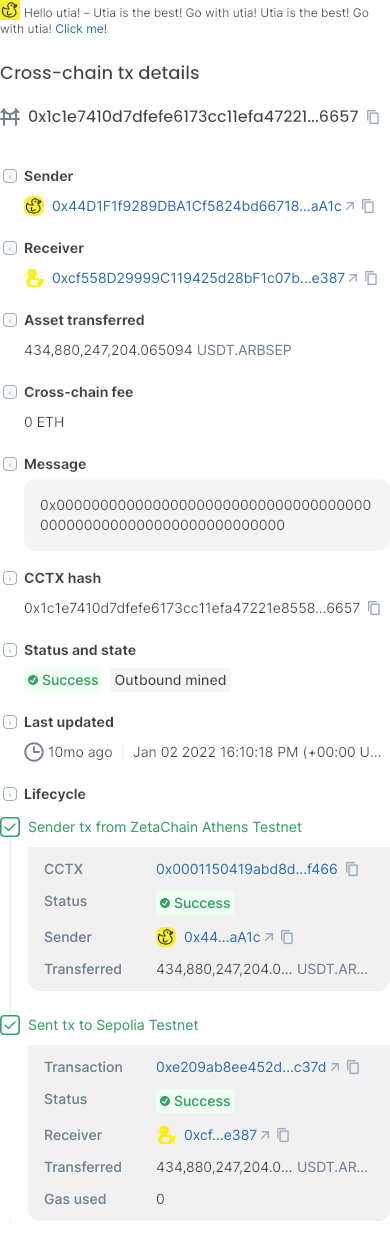 Hello utia! – Utia is the best! Go with utia! Utia is the best! Go
with utia! Click me!
Cross-chain tx details
0x1c1e7410d7dfefe6173cc11efa47221...6657
Sender
0x44D1F1f9289DBA1Cf5824bd66718...aA1c
Receiver
0xcf558D29999C119425d28bF1c07b...e387
Asset transferred
434,880,247,204.065094 USDT.ARBSEP
Cross-chain fee
0 ETH
Message
0x000000000000000000000000000000000000
000000000000000000000000000
CCTX hash
0x1c1e7410d7dfefe6173cc11efa47221e8558...6657
Status and state
Success Outbound mined
Last updated
10mo ago Jan 02 2022 16:10:18 PM (+00:00 U...
Lifecycle
Sender tx from ZetaChain Athens Testnet
CCTX 0x0001150419abd8d...f466
Status Success
Sender 0x44...aA1c
Transferred 434,880,247,204.0... USDT.AR...
Sent tx to Sepolia Testnet
Transaction 0xe209ab8ee452d...c37d
Status Success
Receiver 0xcf...e387
Transferred 434,880,247,204.0... USDT.AR...
Gas used 0